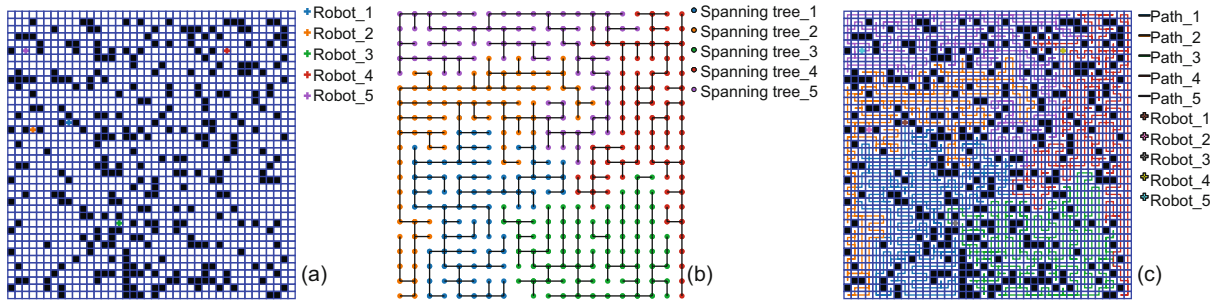 Robot_1
Robot_2
Robot_3
Robot_4
Robot_5
(a)
Spanning tree_1
Spanning tree_2
Spanning tree_3
Spanning tree_4
Spanning tree_5
(b)
Path_1
Path_2
Path_3
Path_4
Path_5
Robot_1
Robot_2
Robot_3
Robot_4
Robot_5
(c)